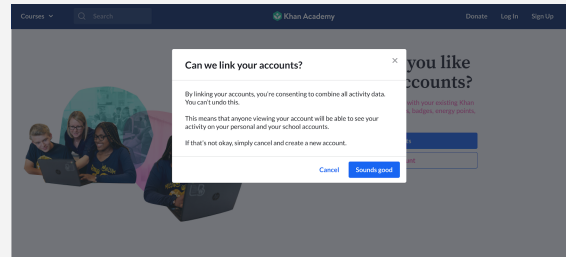 Courses
Search
Khan Academy
Donate
Log In
Sign Up
you like
ccounts?
with your existing Khan
s, badges, energy points.
Can we link your accounts?
By linking your accounts, you're consenting to combine all activity data.
You can't undo this.
This means that anyone viewing your account will be able to see your
activity on your personal and your school accounts.
If that's not okay, simply cancel and create a new account.
Cancel
Sounds good